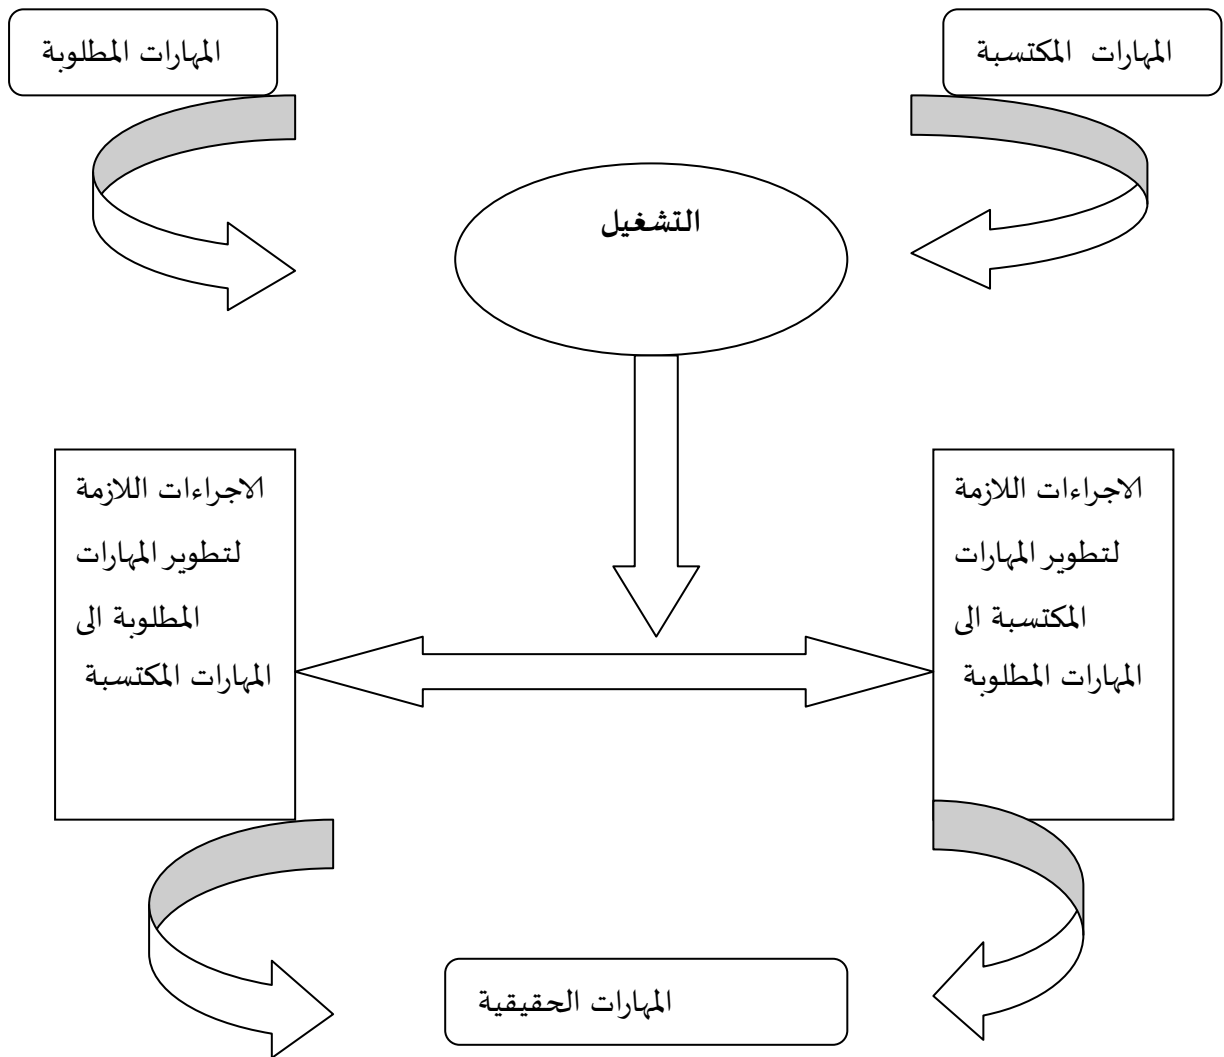 المهارات المكتسبة
المهارات المطلوبة
التشغيل
الاجراءات اللازمة
لتطوير المهارات
المكتسبة الى
المهارات المطلوبة
الاجراءات اللازمة
لتطوير المهارات
المطلوبة الى
المهارات المكتسبة
المهارات الحقيقية